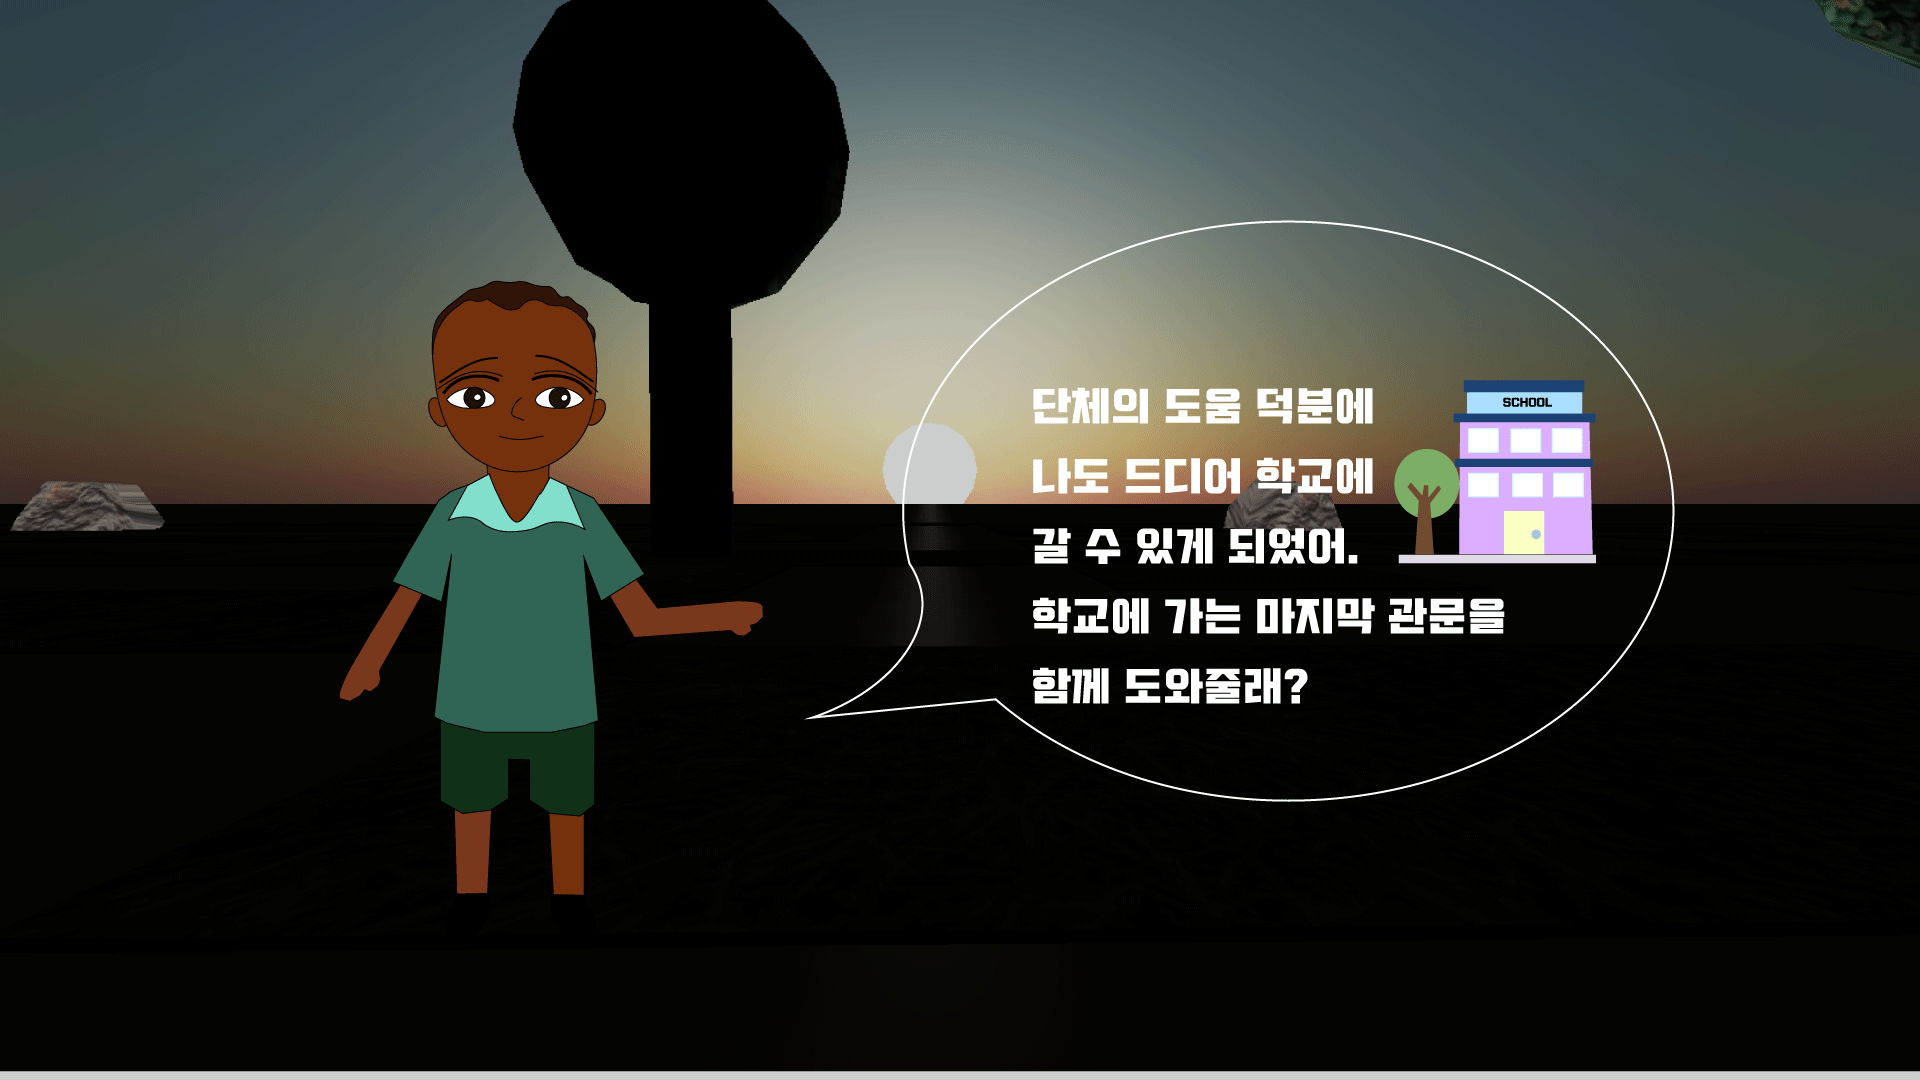 단체의 도움 덕분에
나도 드디어 학교에
갈 수 있게 되었어.
학교에 가는 마지막 관문을
함께 도와줄래?
SCHOOL